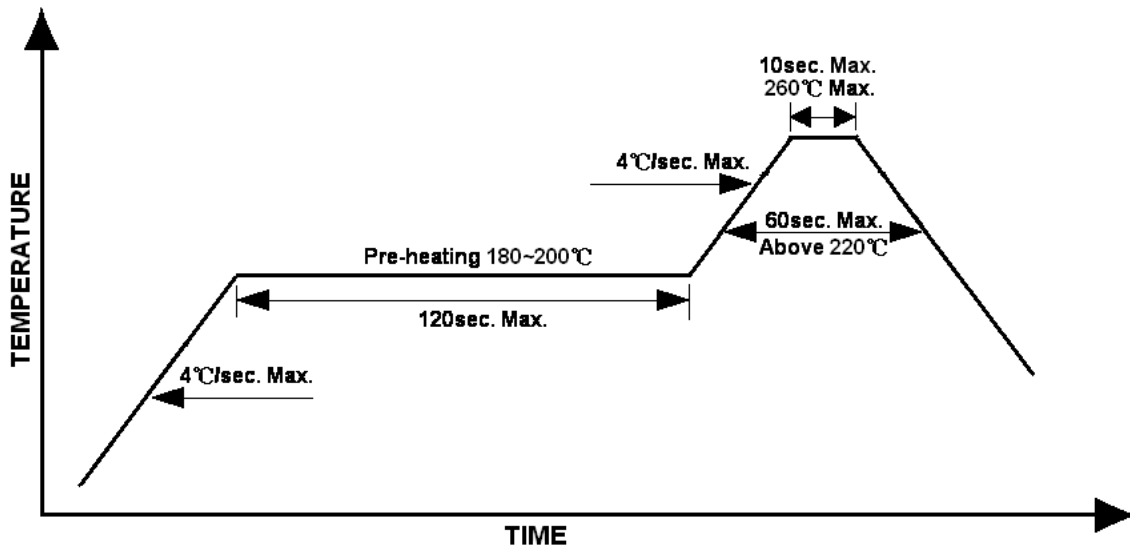 10sec. Max.
260℃ Max.
4℃/sec. Max.
60sec. Max.
Above 220℃
Pre-heating 180~200℃
120sec. Max.
4℃/sec. Max.
TEMPERATURE
TIME